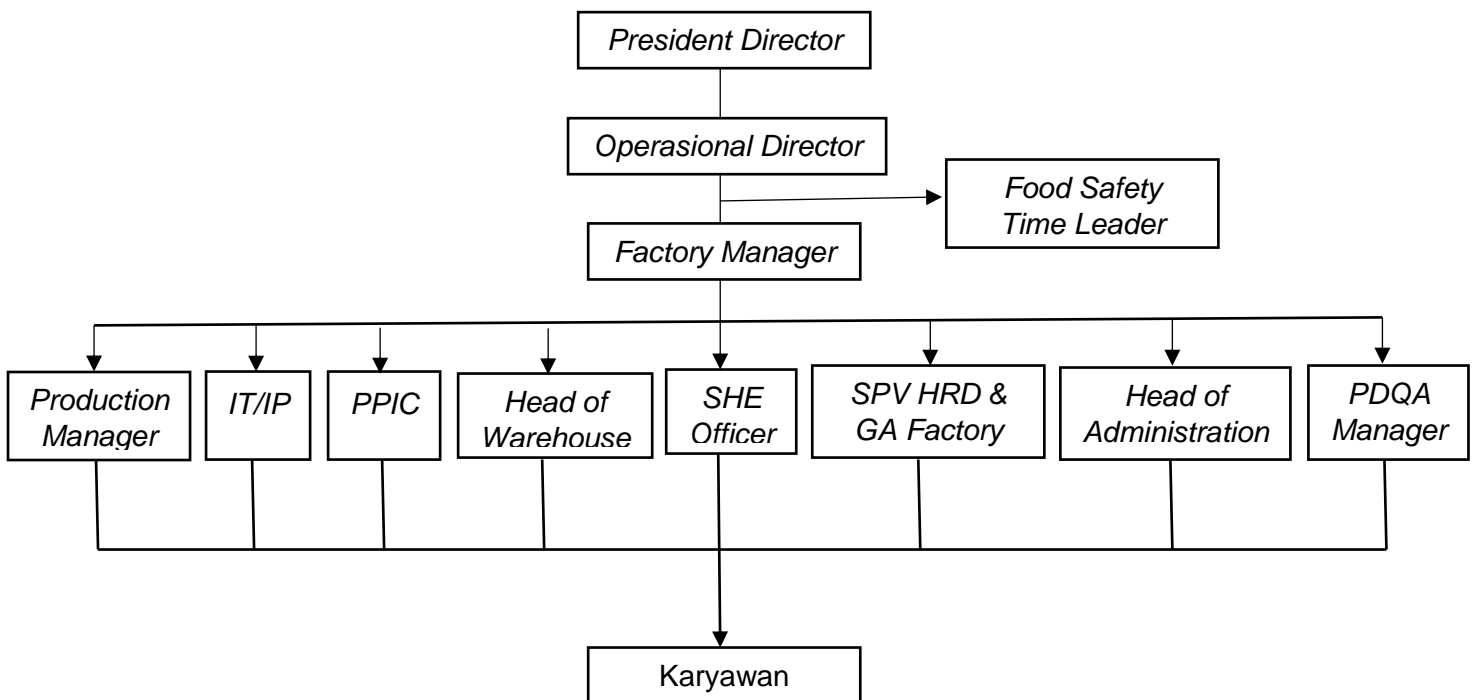 President Director
Operasional Director
Food Safety
Time Leader
Factory Manager
Production
Manager
IT/IP
PPIC
Head of
Warehouse
SHE
Officer
SPV HRD &
GA Factory
Head of
Administration
PDQA
Manager
Karyawan